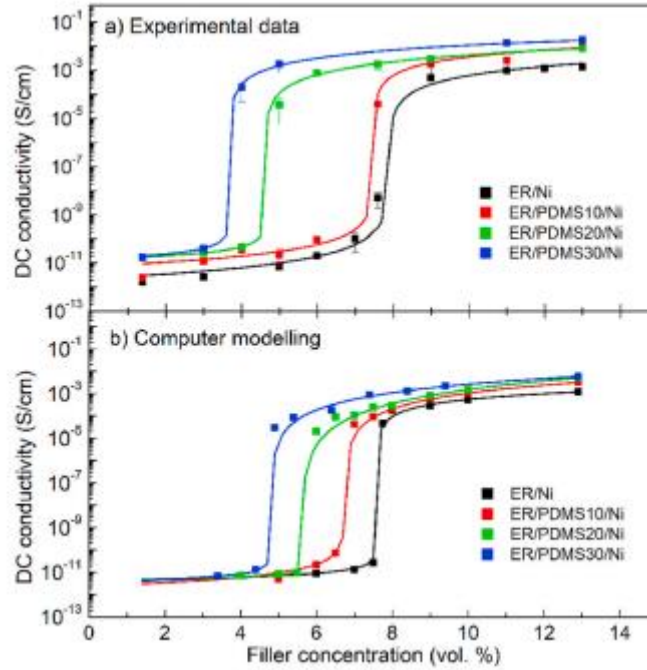 a) Experimental data
DC conductivity (S/cm)
10-1
10-3
10-5
10-7
10-9
10-11
10-13
ER/Ni
ER/PDMS10/Ni
ER/PDMS20/Ni
ER/PDMS30/Ni
b) Computer modelling
DC conductivity (S/cm)
10-1
10-3
10-5
10-7
10-9
10-11
10-13
ER/Ni
ER/PDMS10/Ni
ER/PDMS20/Ni
ER/PDMS30/Ni
0 2 4 6 8 10 12 14
Filler concentration (vol. %)